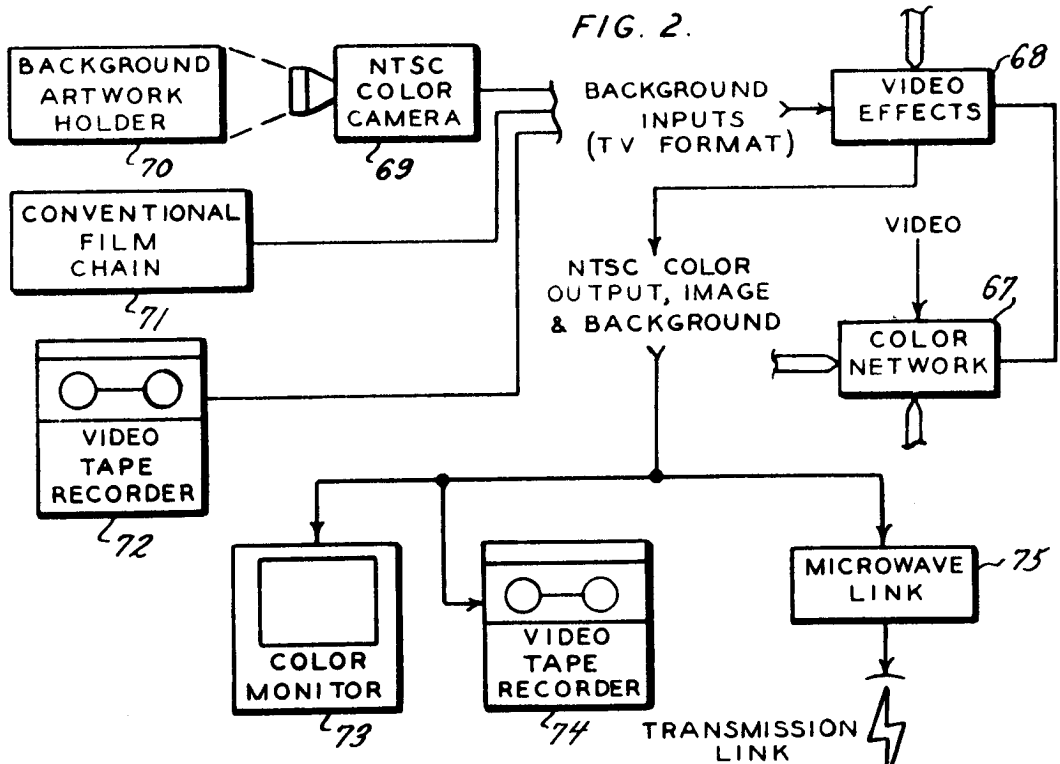 FIG. 2.
BACKGROUND
ARTWORK
HOLDER
70
NTSC
COLOR
CAMERA
69
BACKGROUND
INPUTS
(TV FORMAT)
VIDEO
EFFECTS
68
CONVENTIONAL
FILM
CHAIN
71
NTSC COLOR
OUTPUT, IMAGE
& BACKGROUND
VIDEO
COLOR
NETWORK
67
VIDEO
TAPE
RECORDER
72
COLOR
MONITOR
73
VIDEO
TAPE
RECORDER
74
MICROWAVE
LINK
75
TRANSMISSION
LINK